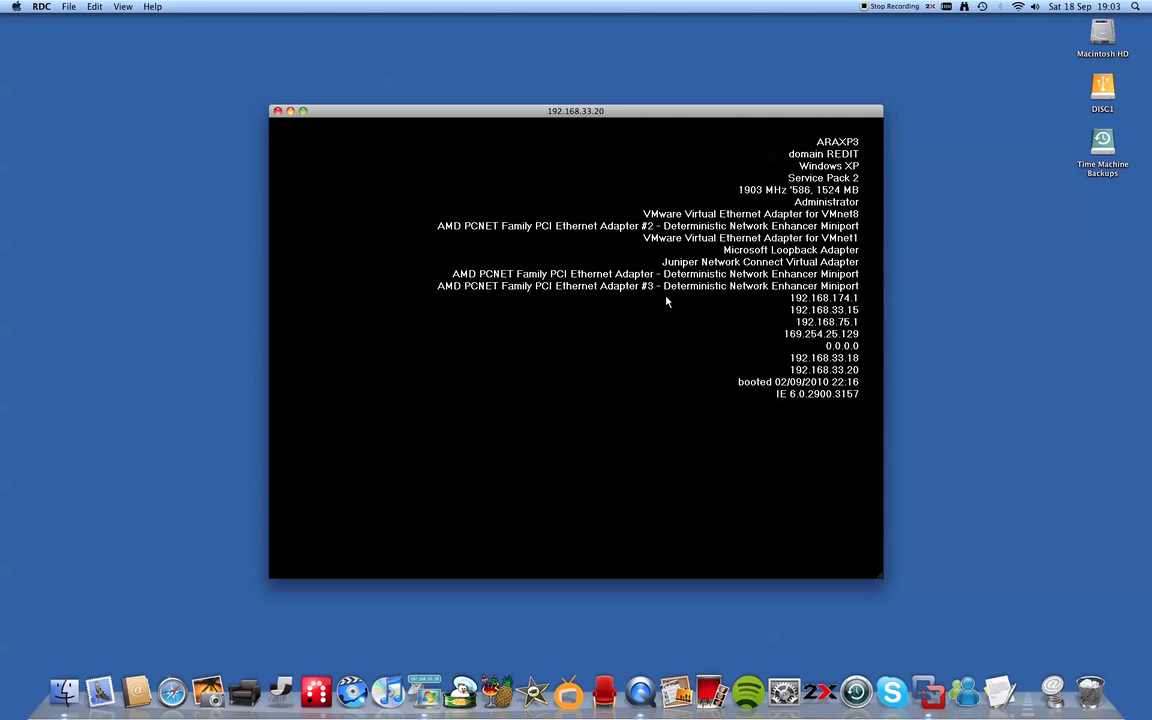 RDC File Edit View Help
Stop Recording 2X Sat 18 Sep 19:03
Macintosh HD
DISC1
Time Machine
Backups
192.168.33.20
ARAXP3
domain REDIT
Windows XP
Service Pack 2
1903 MHz '586, 1524 MB
Administrator
VMware Virtual Ethernet Adapter for VMnet8
AMD PCNET Family PCI Ethernet Adapter #2 - Deterministic Network Enhancer Miniport
VMware Virtual Ethernet Adapter for VMnet1
Microsoft Loopback Adapter
Juniper Network Connect Virtual Adapter
AMD PCNET Family PCI Ethernet Adapter - Deterministic Network Enhancer Miniport
AMD PCNET Family PCI Ethernet Adapter #3 - Deterministic Network Enhancer Miniport
192.168.174.1
192.168.33.15
192.168.75.1
169.254.25.129
0.0.0.0
192.168.33.18
192.168.33.20
booted 02/09/2010 22:16
IE 6.0.2900.3157
192.168.33.20
2X